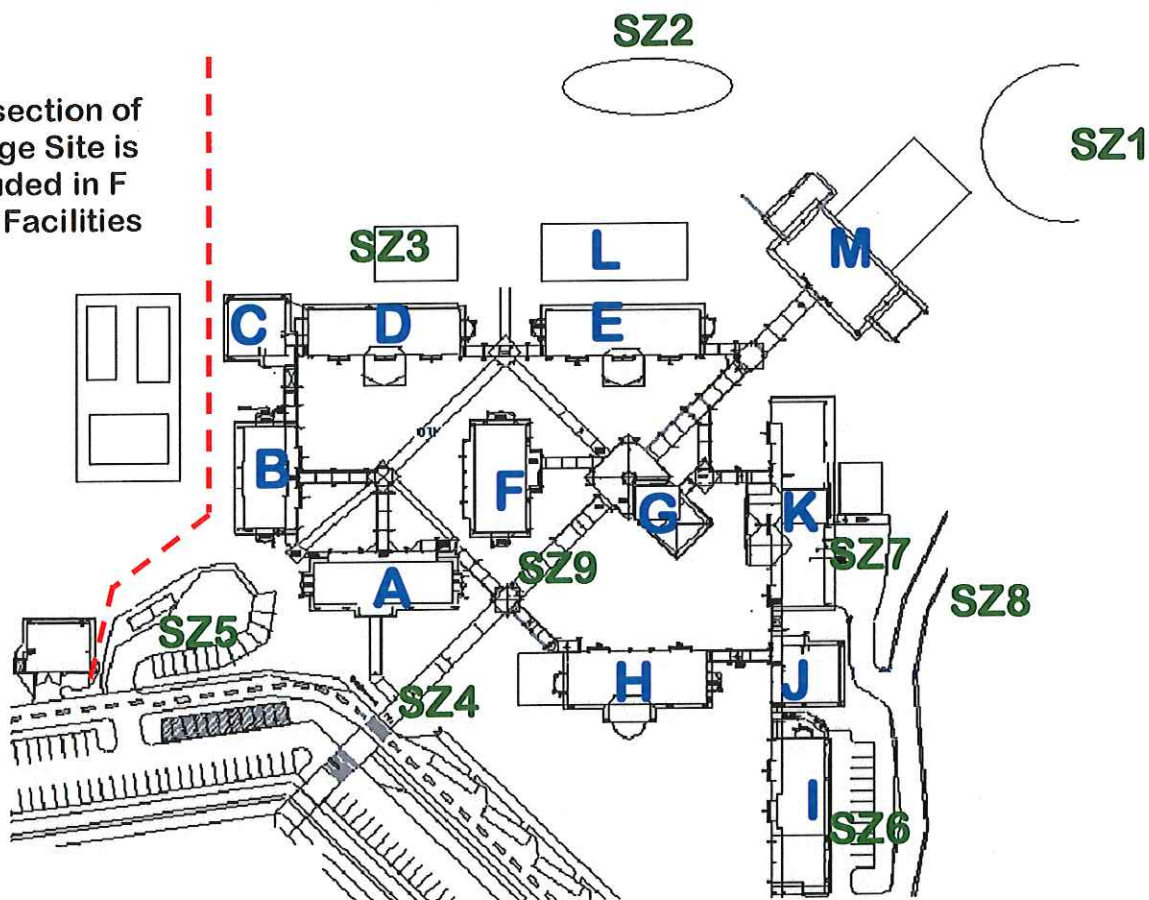 SZ2
section of
ge Site is
uded in F
Facilities
SZ1
SZ3
L
M
C
D
E
B
F
G
K
SZ9
SZ7
A
SZ8
SZ5
H
J
SZ4
I
SZ6